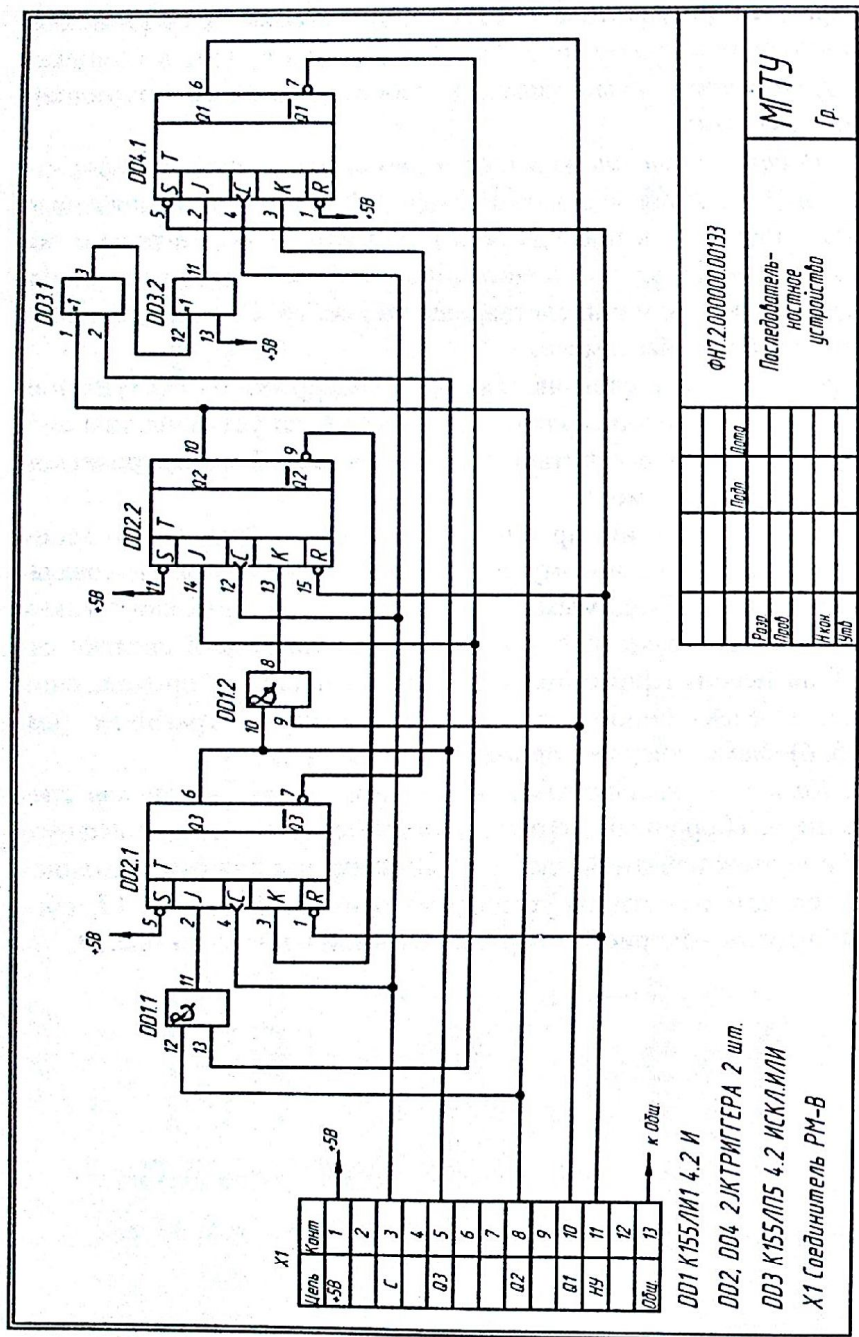 X1
Цепь Конт
+5В 1
2
С 3
4
Q3 5
6
7
Q2 8
9
Q1 10
НУ 11
12
Общ. 13
+5В
к Общ.
DD1.1
&
12
13
11
DD2.1
+5В
5 S
T
2 J
4 C
3 K
1 R
Q3 6
Q3 7
DD1.2
&
10
9
8
DD2.2
+5В
11 S
T
14 J
12 C
13 K
15 R
Q2 10
Q2 9
DD3.1
1
2
3
=1
DD3.2
12
13
11
=1
+5В
DD4.1
5 S
T
2 J
4 C
3 K
1 R
+5В
Q1 6
Q1 7
DD1 К155ЛИ1 4.2 И
DD2, DD4 2JКТРИГГЕРА 2 шт.
DD3 К155ЛП5 4.2 ИСКЛ.ИЛИ
X1 Соединитель РМ-В
ФН7.2.000000.00133
Подп Дата
Разр
Пров
Н.кон
Утв
Последователь-
ностное
устройство
МГТУ
Гр.